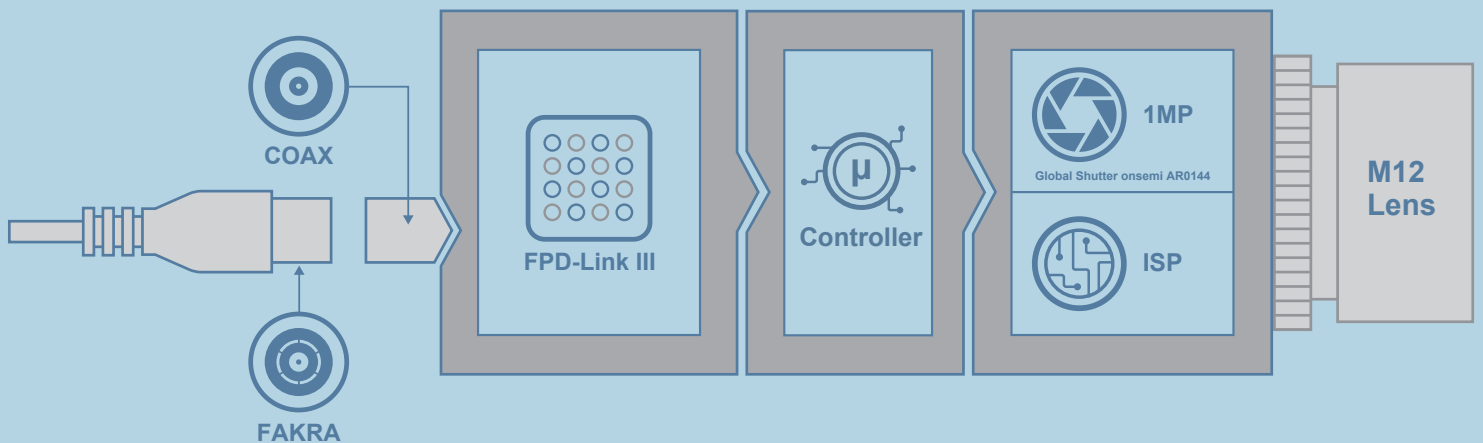 COAX
FAKRA
FPD-Link III
µ
Controller
1MP
Global Shutter onsemi AR0144
ISP
M12
Lens